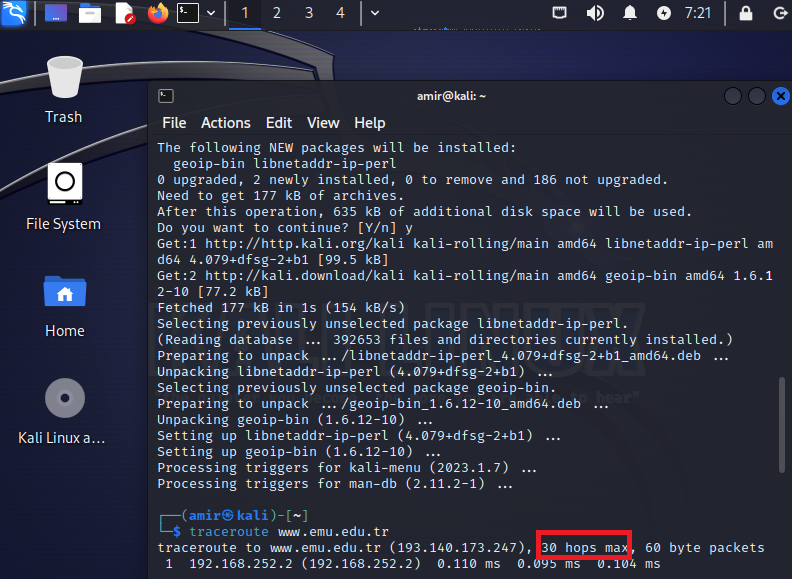 1 2 3 4 7:21
amir@kali: ~
Trash
File System
Home
Kali Linux a...
File Actions Edit View Help
The following NEW packages will be installed:
geoip-bin libnetaddr-ip-perl
0 upgraded, 2 newly installed, 0 to remove and 186 not upgraded.
Need to get 177 kB of archives.
After this operation, 635 kB of additional disk space will be used.
Do you want to continue? [Y/n] y
Get:1 http://http.kali.org/kali kali-rolling/main amd64 libnetaddr-ip-perl am
d64 4.079+dfsg-2+b1 [99.5 kB]
Get:2 http://kali.download/kali kali-rolling/main amd64 geoip-bin amd64 1.6.1
2-10 [77.2 kB]
Fetched 177 kB in 1s (154 kB/s)
Selecting previously unselected package libnetaddr-ip-perl.
(Reading database ... 392653 files and directories currently installed.)
Preparing to unpack .../libnetaddr-ip-perl_4.079+dfsg-2+b1_amd64.deb ...
Unpacking libnetaddr-ip-perl (4.079+dfsg-2+b1) ...
Selecting previously unselected package geoip-bin.
Preparing to unpack .../geoip-bin_1.6.12-10_amd64.deb ...
Unpacking geoip-bin (1.6.12-10) ...
Setting up libnetaddr-ip-perl (4.079+dfsg-2+b1) ...
Setting up geoip-bin (1.6.12-10) ...
Processing triggers for kali-menu (2023.1.7) ...
Processing triggers for man-db (2.11.2-1) ...
┌──(amir㉿kali)-[~]
└─$ traceroute www.emu.edu.tr
traceroute to www.emu.edu.tr (193.140.173.247), 30 hops max, 60 byte packets
1 192.168.252.2 (192.168.252.2) 0.110 ms 0.095 ms 0.104 ms